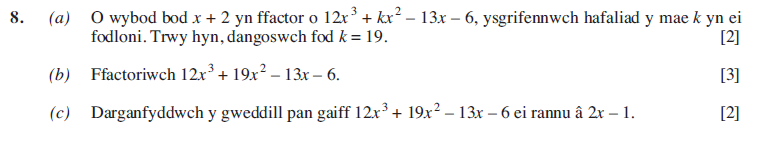 8. (a) O wybod bod x + 2 yn ffactor o 12x³ + kx² – 13x – 6, ysgrifennwch hafaliad y mae k yn ei
fodloni. Trwy hyn, dangoswch fod k = 19. [2]
(b) Ffactoriwch 12x³ + 19x² – 13x – 6. [3]
(c) Darganfyddwch y gweddill pan gaiff 12x³ + 19x² – 13x – 6 ei rannu â 2x – 1. [2]